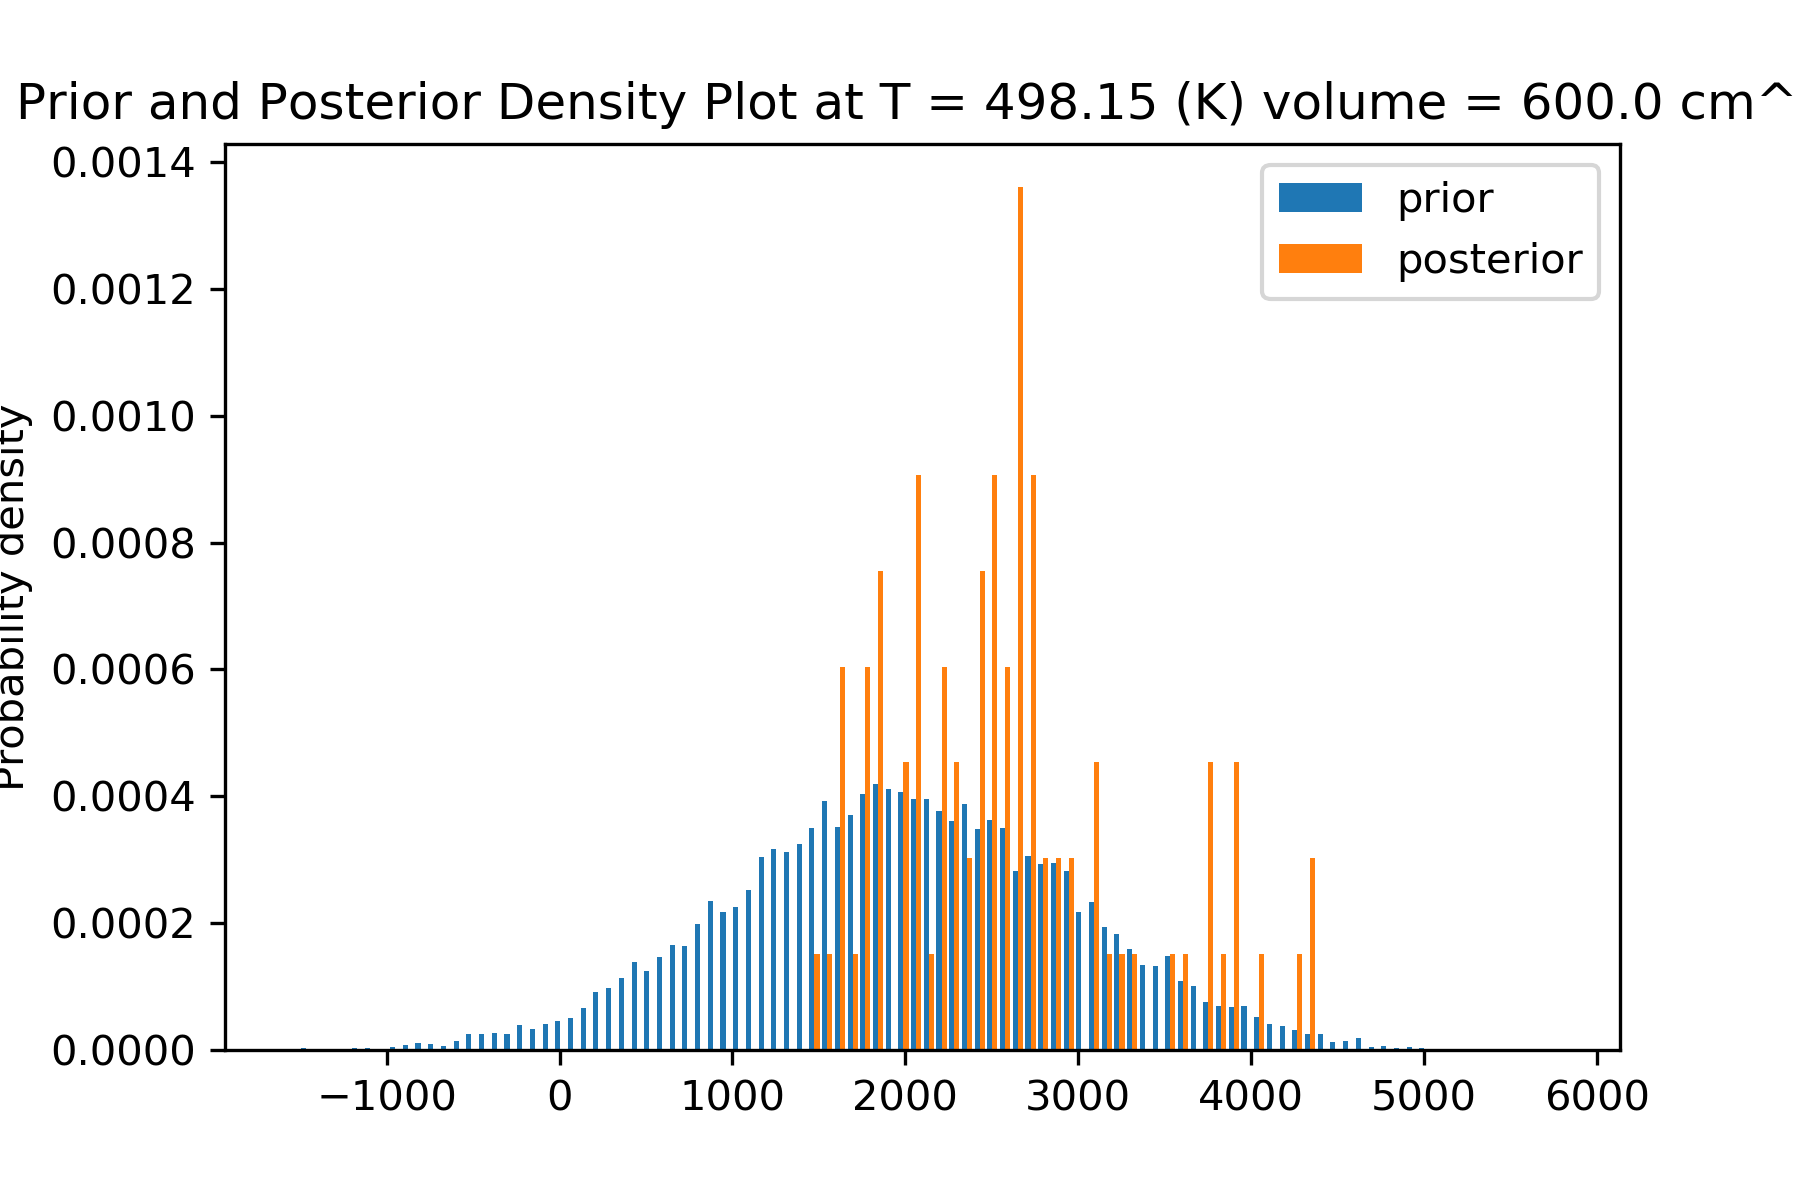 Prior and Posterior Density Plot at T = 498.15 (K) volume = 600.0 cm^
0.0014
0.0012
0.0010
0.0008
0.0006
0.0004
0.0002
0.0000
Probability density
prior
posterior
−1000 0 1000 2000 3000 4000 5000 6000